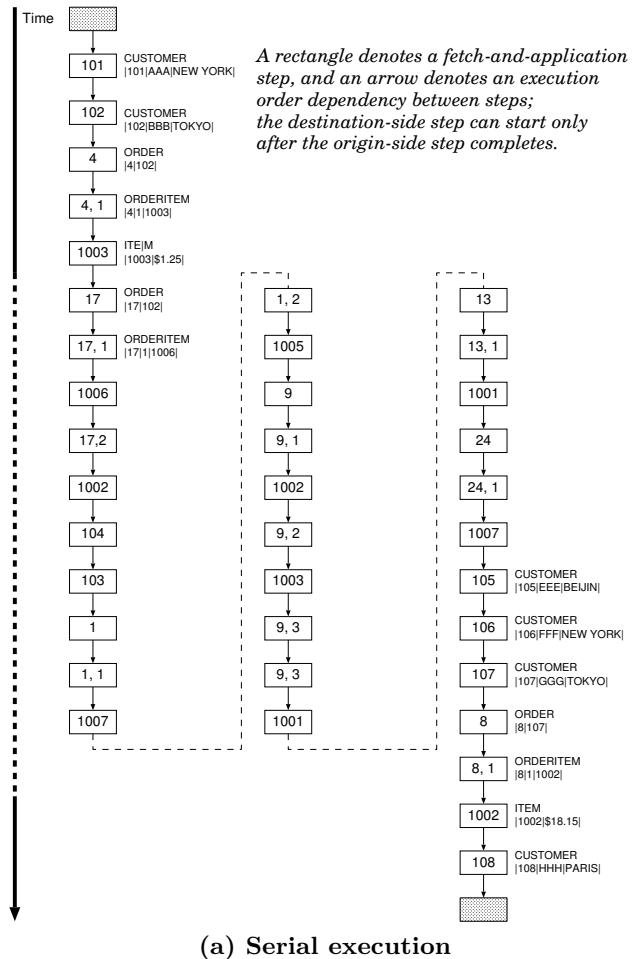 Time
101
CUSTOMER
|101|AAA|NEW YORK|
A rectangle denotes a fetch-and-application
step, and an arrow denotes an execution
order dependency between steps;
the destination-side step can start only
after the origin-side step completes.
102
CUSTOMER
|102|BBB|TOKYO|
4
ORDER
|4|102|
4, 1
ORDERITEM
|4|1|1003|
1003
ITE|M
|1003|$1.25|
17
ORDER
|17|102|
17, 1
ORDERITEM
|17|1|1006|
1006
17,2
1002
104
103
1
1, 1
1007
1, 2
1005
9
9, 1
1002
9, 2
1003
9, 3
9, 3
1001
13
13, 1
1001
24
24, 1
1007
105
CUSTOMER
|105|EEE|BEIJIN|
106
CUSTOMER
|106|FFF|NEW YORK|
107
CUSTOMER
|107|GGG|TOKYO|
8
ORDER
|8|107|
8, 1
ORDERITEM
|8|1|1002|
1002
ITEM
|1002|$18.15|
108
CUSTOMER
|108|HHH|PARIS|
(a) Serial execution